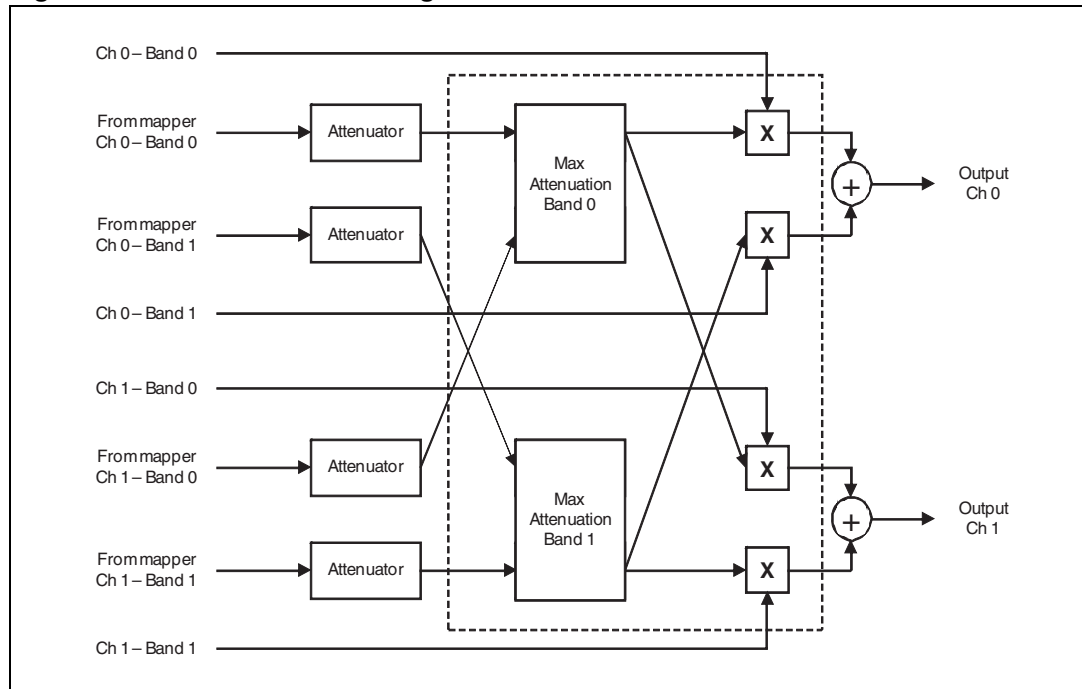 Ch 0 – Band 0
From mapper
Ch 0 – Band 0
Attenuator
Max
Attenuation
Band 0
X
+
Output
Ch 0
From mapper
Ch 0 – Band 1
Attenuator
X
Ch 0 – Band 1
Ch 1 – Band 0
From mapper
Ch 1 – Band 0
Attenuator
Max
Attenuation
Band 1
X
+
Output
Ch 1
From mapper
Ch 1 – Band 1
Attenuator
X
Ch 1 – Band 1